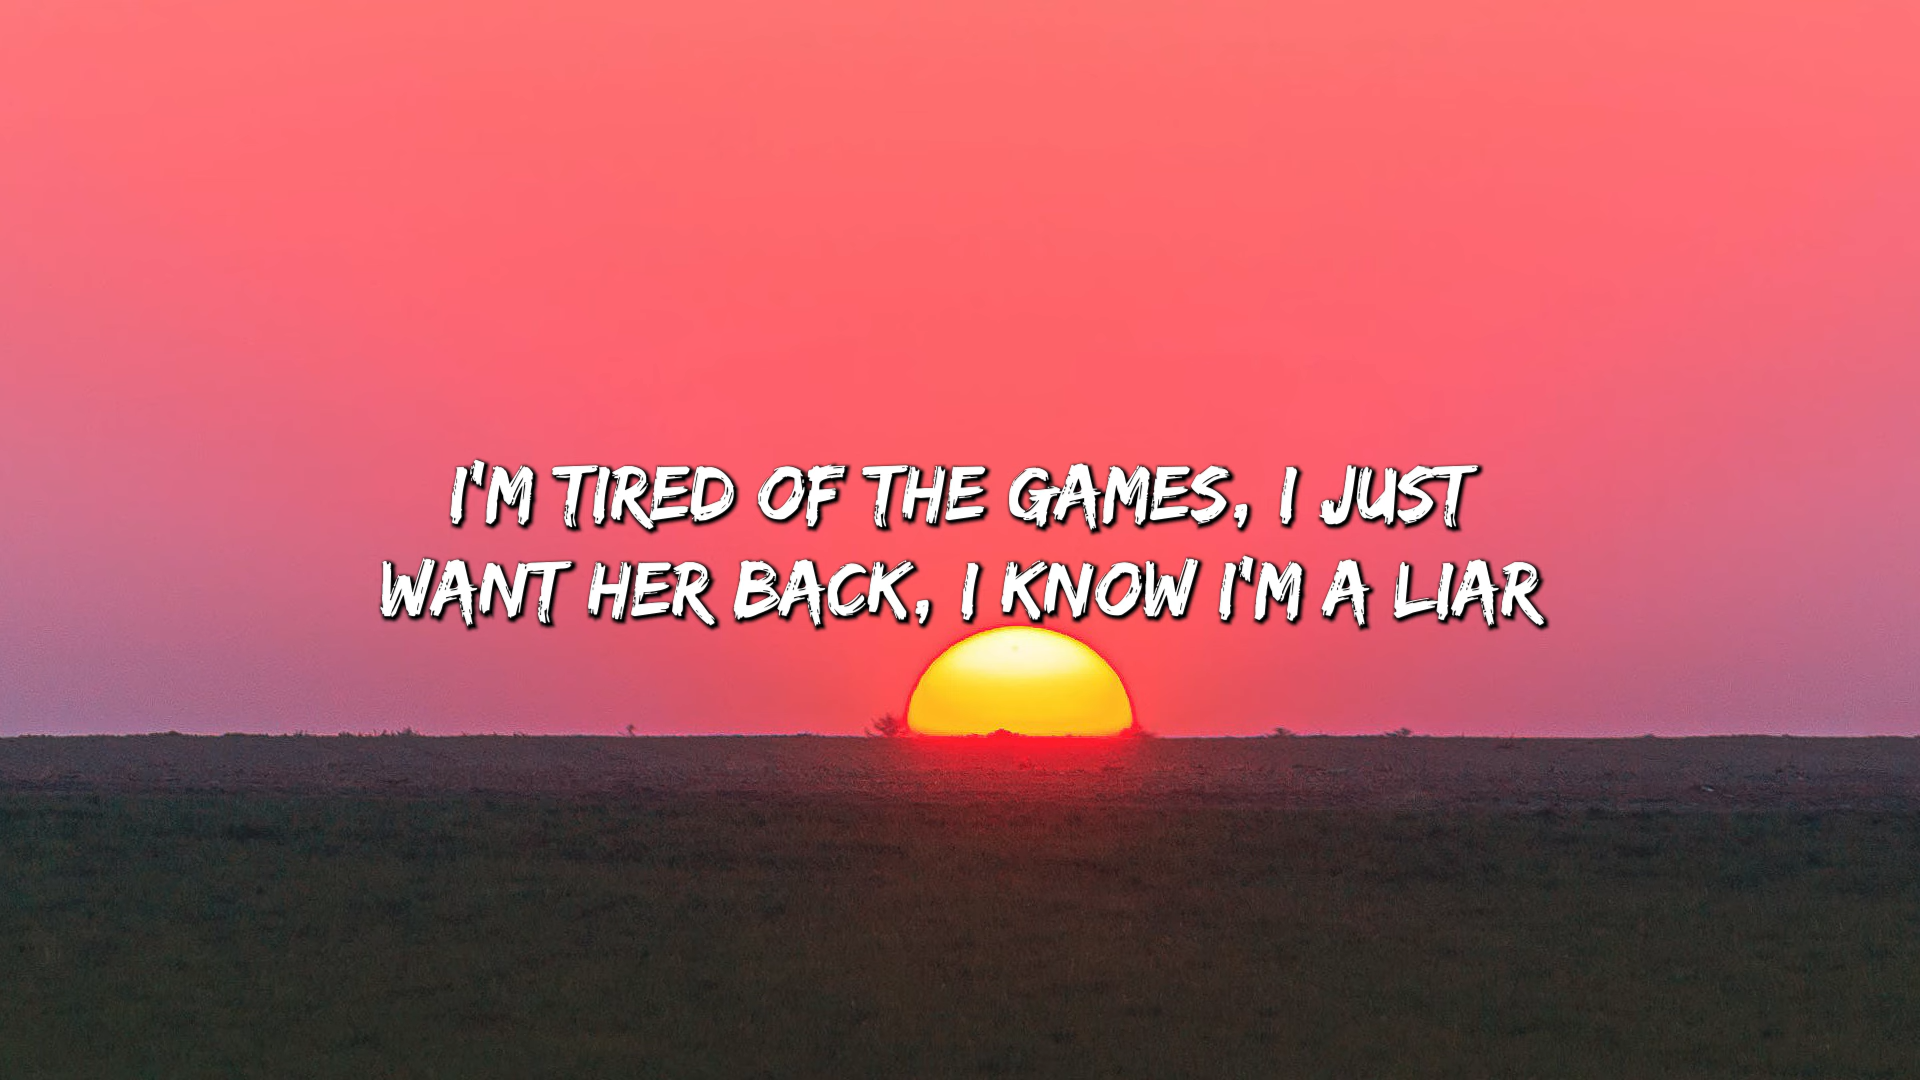 I'M TIRED OF THE GAMES, I JUST
WANT HER BACK, I KNOW I'M A LIAR